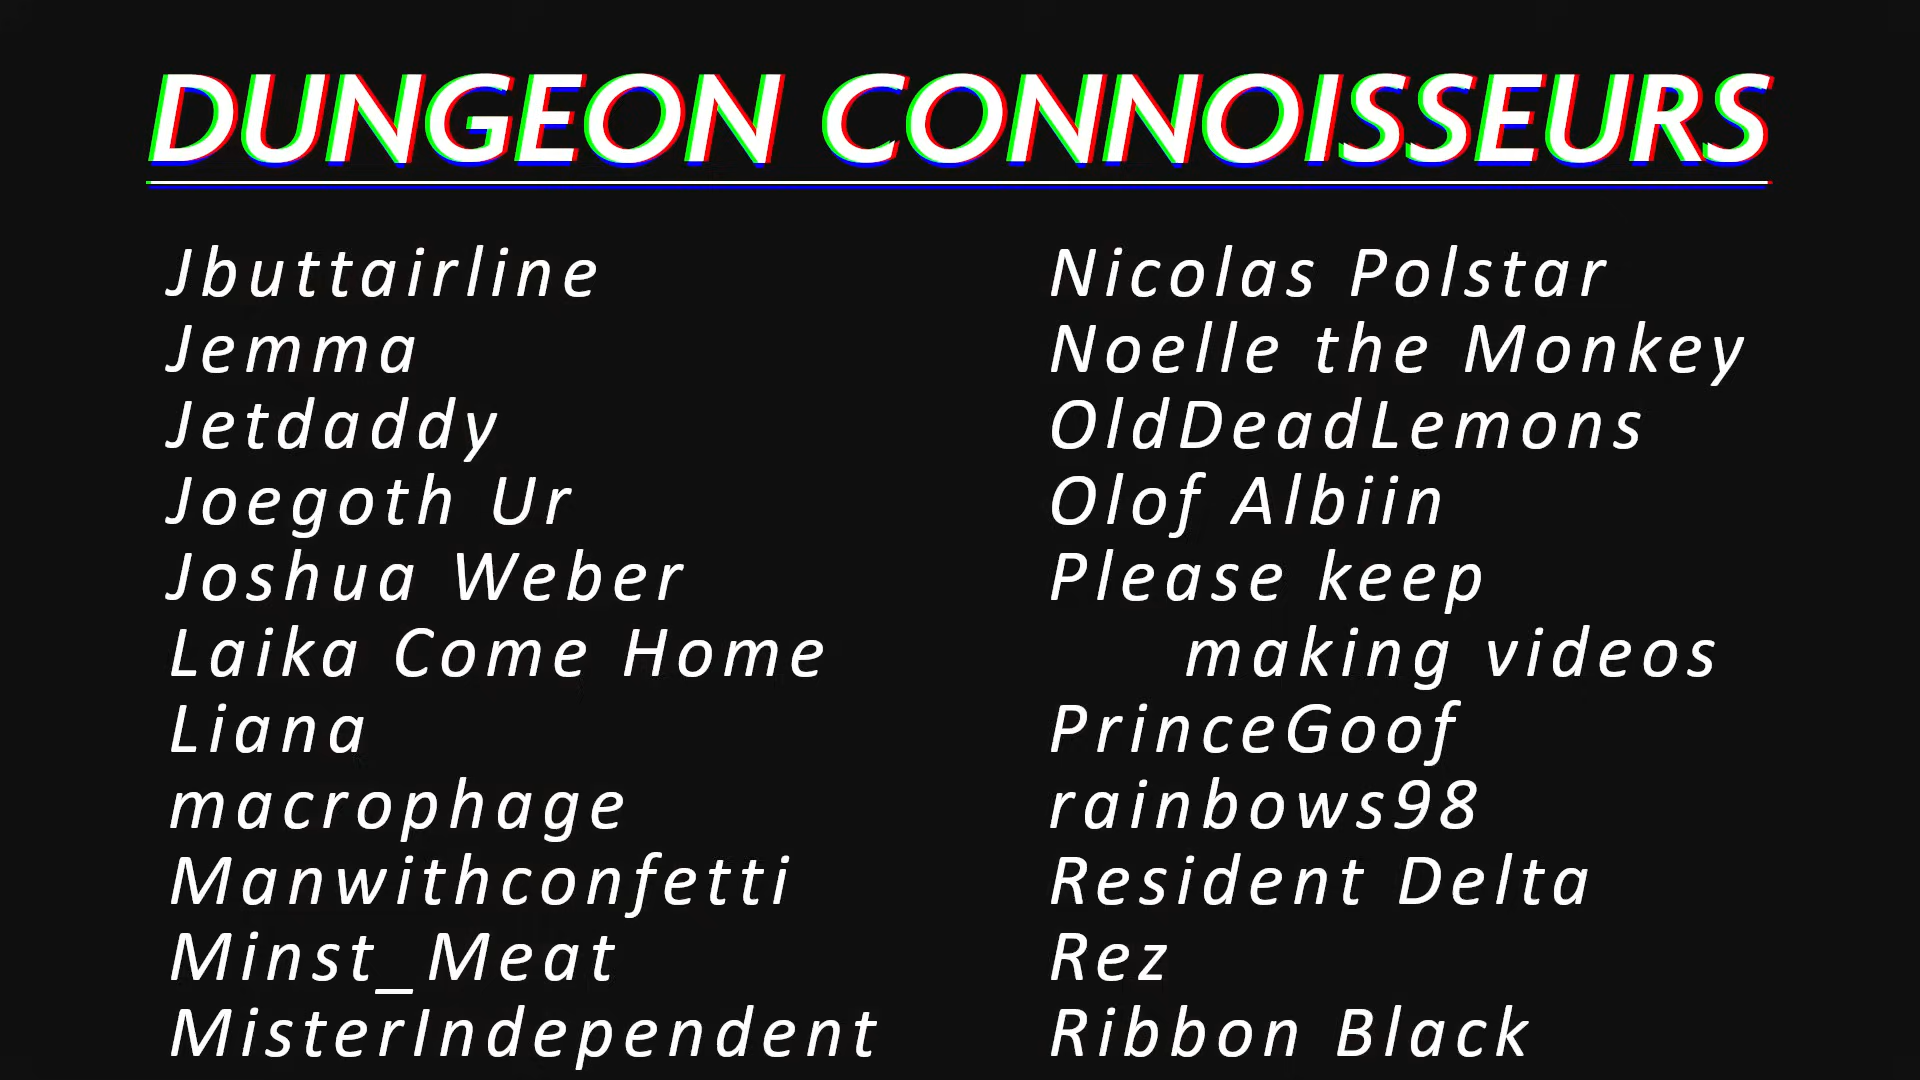 DUNGEON CONNOISSEURS
Jbuttairline
Jemma
Jetdaddy
Joegoth Ur
Joshua Weber
Laika Come Home
Liana
macrophage
Manwithconfetti
Minst_Meat
MisterIndependent
Nicolas Polstar
Noelle the Monkey
OldDeadLemons
Olof Albiin
Please keep
making videos
PrinceGoof
rainbows98
Resident Delta
Rez
Ribbon Black